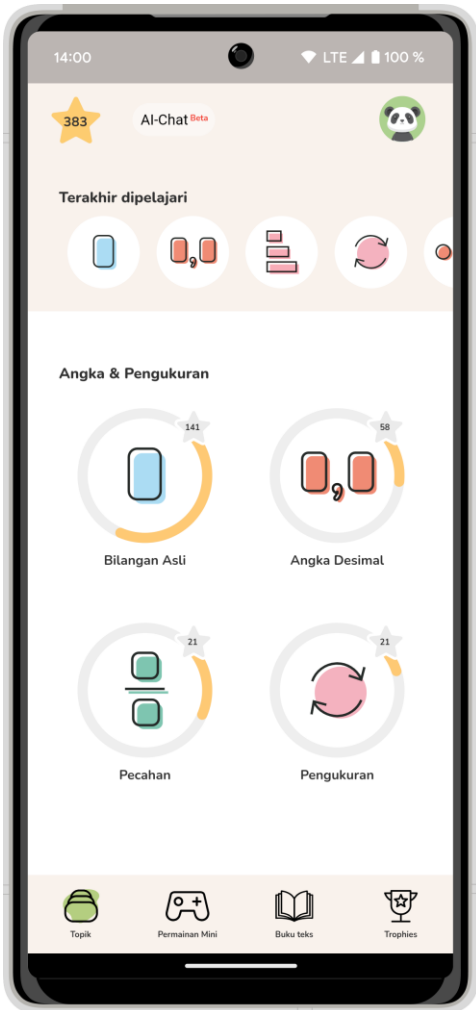 14:00 LTE 100 %
383
AI-Chat Beta
Terakhir dipelajari
Angka & Pengukuran
141
58
Bilangan Asli
Angka Desimal
21
21
Pecahan
Pengukuran
Topik
Permainan Mini
Buku teks
Trophies